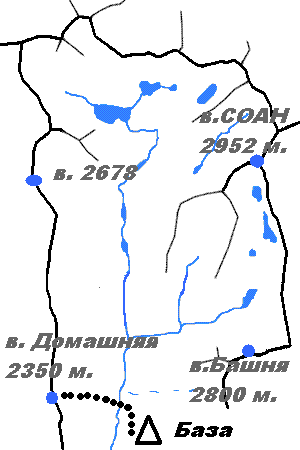 в.СОАН
2952 м.
в. 2678
в. Домашняя
2350 м.
в.Башня
2800 м.
База